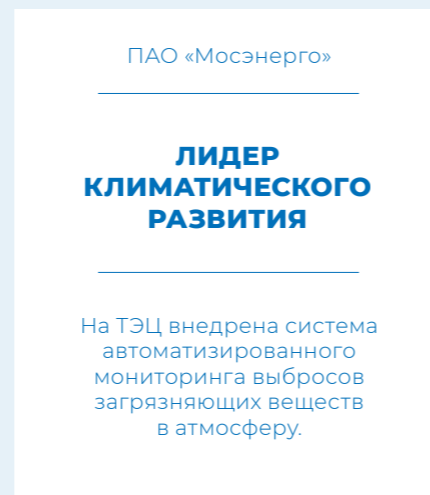 ПАО «Мосэнерго»
ЛИДЕР
КЛИМАТИЧЕСКОГО
РАЗВИТИЯ
На ТЭЦ внедрена система
автоматизированного
мониторинга выбросов
загрязняющих веществ
в атмосферу.